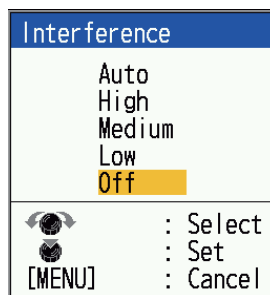 Interference
Auto
High
Medium
Low
Off
: Select
: Set
[MENU] : Cancel